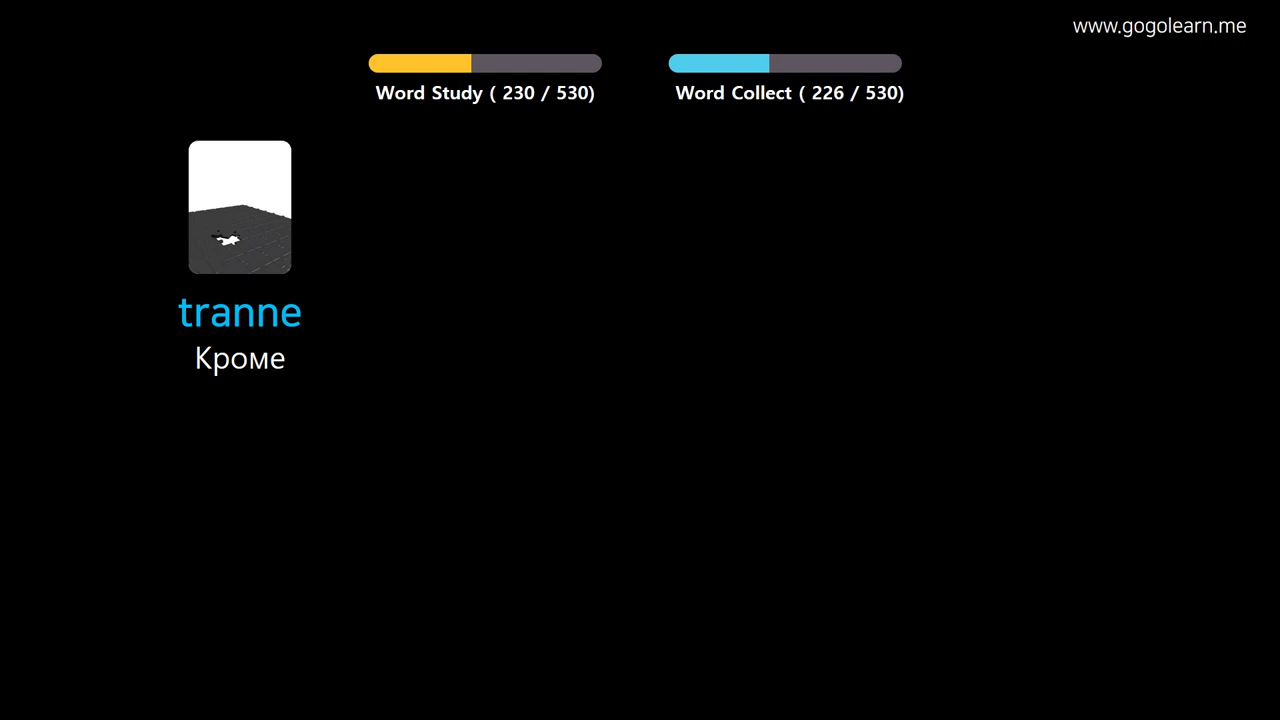 www.gogolearn.me
Word Study ( 230 / 530)
Word Collect ( 226 / 530)
tranne
Кроме